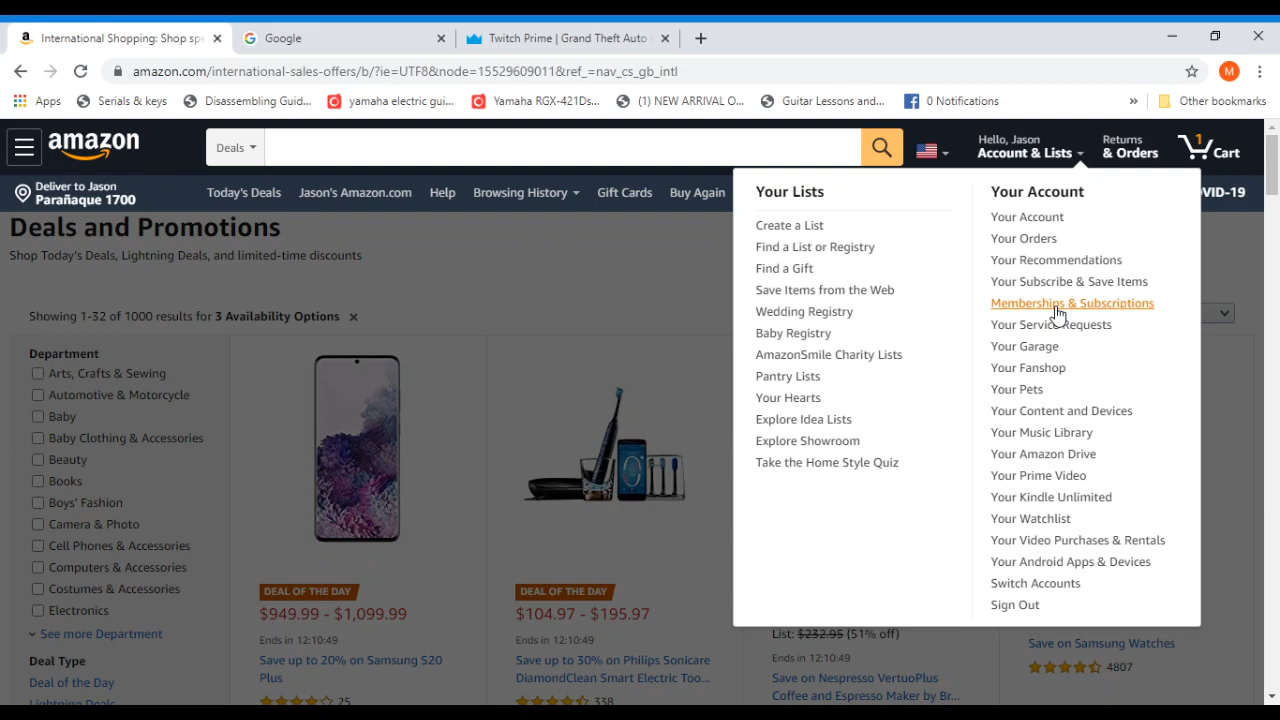 International Shopping: Shop spe
Google
Twitch Prime | Grand Theft Auto
amazon.com/international-sales-offers/b/?ie=UTF8&node=15529609011&ref_=nav_cs_gb_intl
M
Apps
Serials & keys
Disassembling Guid...
yamaha electric gui...
Yamaha RGX-421Ds...
(1) NEW ARRIVAL O...
Guitar Lessons and...
0 Notifications
»
Other bookmarks
amazon
Deals
Hello, Jason
Account & Lists
Returns
& Orders
1
Cart
Deliver to Jason
Parañaque 1700
Today's Deals
Jason's Amazon.com
Help
Browsing History
Gift Cards
Buy Again
OVID-19
Deals and Promotions
Shop Today's Deals, Lightning Deals, and limited-time discounts
Showing 1-32 of 1000 results for 3 Availability Options
Department
Arts, Crafts & Sewing
Automotive & Motorcycle
Baby
Baby Clothing & Accessories
Beauty
Books
Boys' Fashion
Camera & Photo
Cell Phones & Accessories
Computers & Accessories
Costumes & Accessories
Electronics
See more Department
Deal Type
Deal of the Day
Lightning Deals
DEAL OF THE DAY
$949.99 - $1,099.99
Ends in 12:10:49
Save up to 20% on Samsung S20
Plus
25
DEAL OF THE DAY
$104.97 - $195.97
Ends in 12:10:49
Save up to 30% on Philips Sonicare
DiamondClean Smart Electric Too...
338
List: $232.95 (51% off)
Ends in 12:10:49
Save on Nespresso VertuoPlus
Coffee and Espresso Maker by Br...
Save on Samsung Watches
4807
Your Lists
Create a List
Find a List or Registry
Find a Gift
Save Items from the Web
Wedding Registry
Baby Registry
AmazonSmile Charity Lists
Pantry Lists
Your Hearts
Explore Idea Lists
Explore Showroom
Take the Home Style Quiz
Your Account
Your Account
Your Orders
Your Recommendations
Your Subscribe & Save Items
Memberships & Subscriptions
Your Service Requests
Your Garage
Your Fanshop
Your Pets
Your Content and Devices
Your Music Library
Your Amazon Drive
Your Prime Video
Your Kindle Unlimited
Your Watchlist
Your Video Purchases & Rentals
Your Android Apps & Devices
Switch Accounts
Sign Out